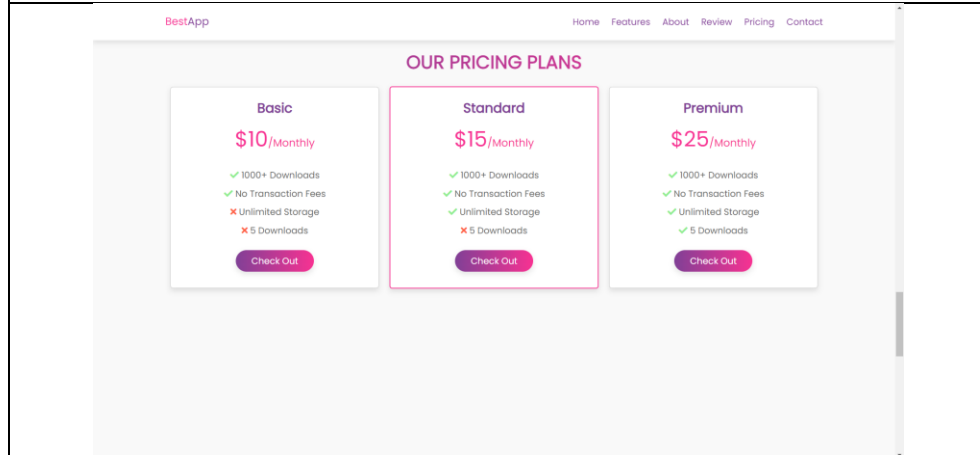 BestApp
Home Features About Review Pricing Contact
OUR PRICING PLANS
Basic
$10/Monthly
1000+ Downloads
No Transaction Fees
Unlimited Storage
5 Downloads
Check Out
Standard
$15/Monthly
1000+ Downloads
No Transaction Fees
Unlimited Storage
5 Downloads
Check Out
Premium
$25/Monthly
1000+ Downloads
No Transaction Fees
Unlimited Storage
5 Downloads
Check Out